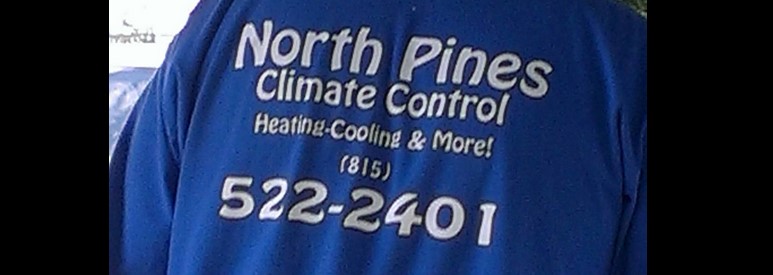 North Pines
Climate Control
Heating-Cooling & More!
(815)
522-2401